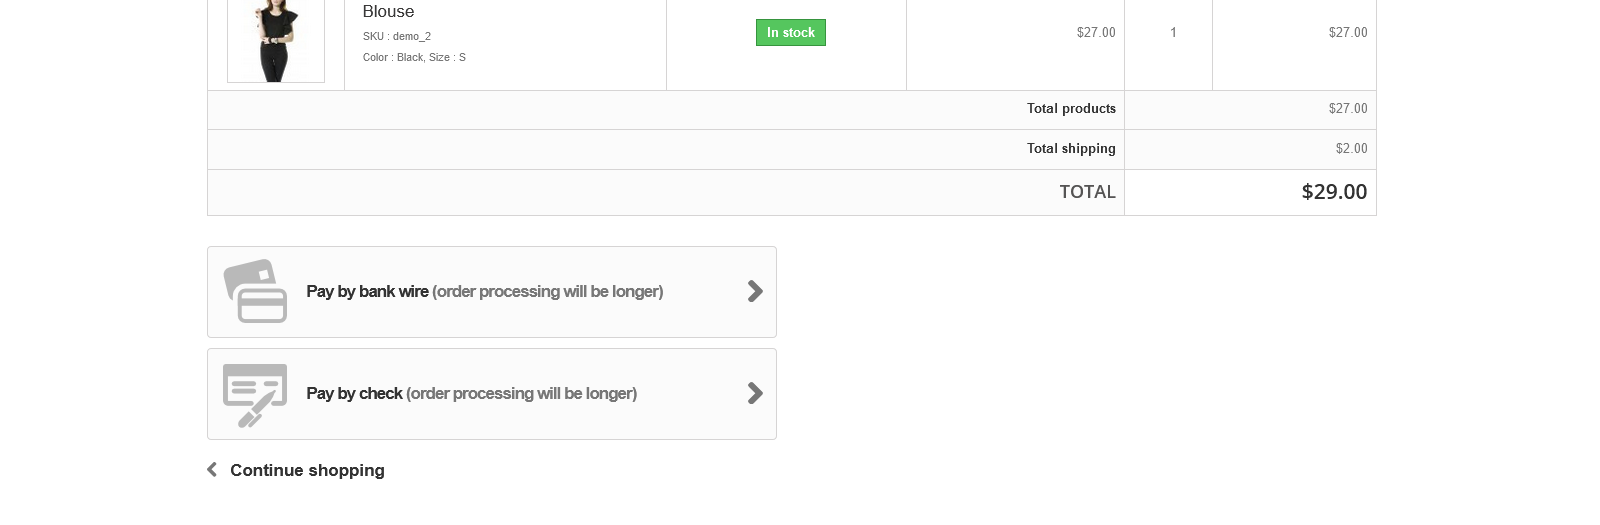 Blouse
SKU : demo_2
Color : Black, Size : S
In stock
$27.00
1
$27.00
Total products $27.00
Total shipping $2.00
TOTAL $29.00
Pay by bank wire (order processing will be longer)
Pay by check (order processing will be longer)
Continue shopping